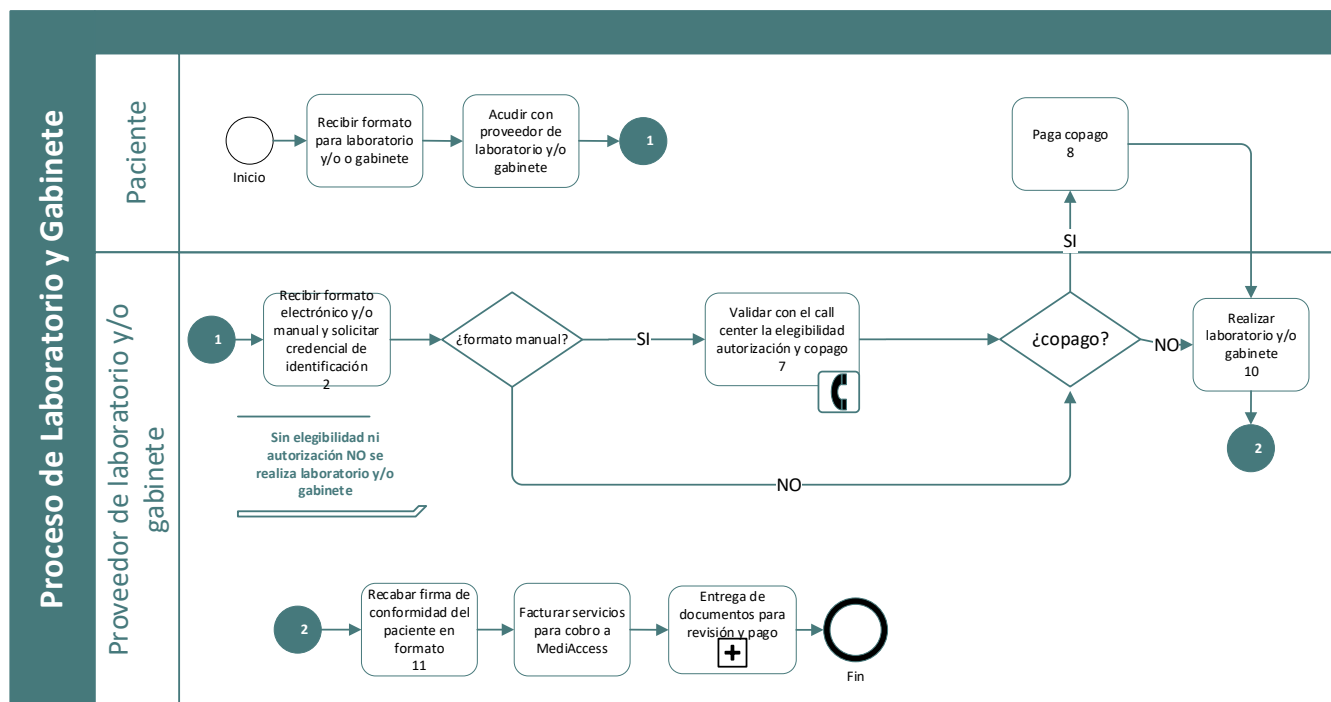 Proceso de Laboratorio y Gabinete
Paciente
Inicio
Recibir formato
para laboratorio
y/o o gabinete
Acudir con
proveedor de
laboratorio y/o
gabinete
1
Paga copago
8
SI
Proveedor de laboratorio y/o
gabinete
1
Recibir formato
electrónico y/o
manual y solicitar
credencial de
identificación
2
¿formato manual?
SI
Validar con el call
center la elegibilidad
autorización y copago
7
¿copago?
NO
Realizar
laboratorio y/o
gabinete
10
2
NO
Sin elegibilidad ni
autorización NO se
realiza laboratorio y/o
gabinete
2
Recabar firma de
conformidad del
paciente en
formato
11
Facturar servicios
para cobro a
MediAccess
Entrega de
documentos para
revisión y pago
Fin